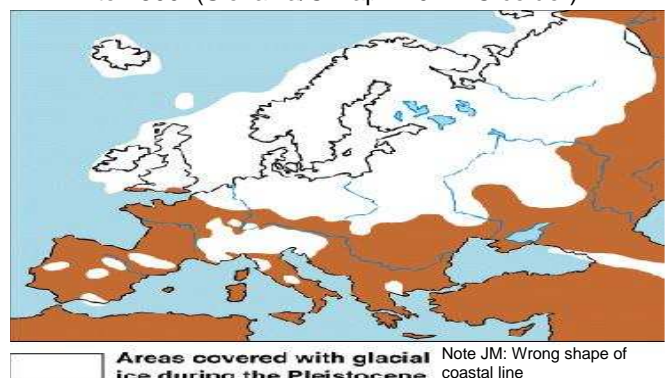 Areas covered with glacial
ice during the Pleistocene
Note JM: Wrong shape of
coastal line